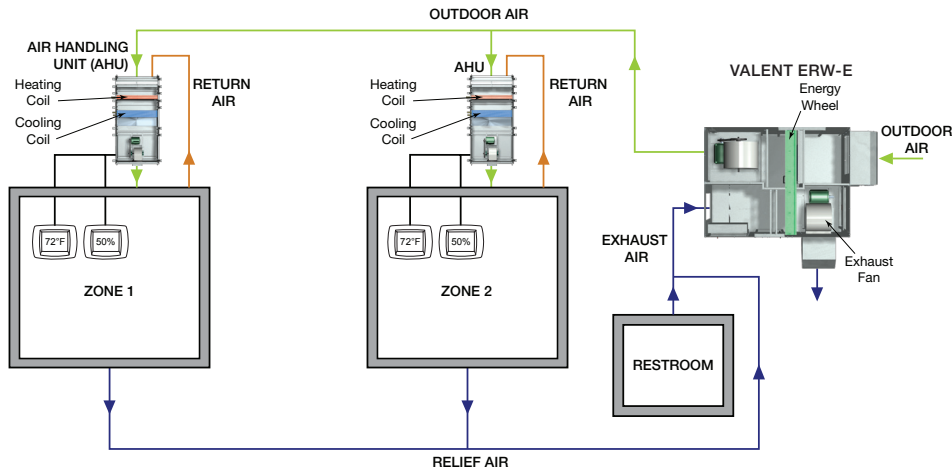 OUTDOOR AIR
AIR HANDLING
UNIT (AHU)
Heating
Coil
Cooling
Coil
RETURN
AIR
AHU
Heating
Coil
Cooling
Coil
RETURN
AIR
VALENT ERW-E
Energy
Wheel
OUTDOOR
AIR
72°F
50%
ZONE 1
72°F
50%
ZONE 2
EXHAUST
AIR
Exhaust
Fan
RESTROOM
RELIEF AIR